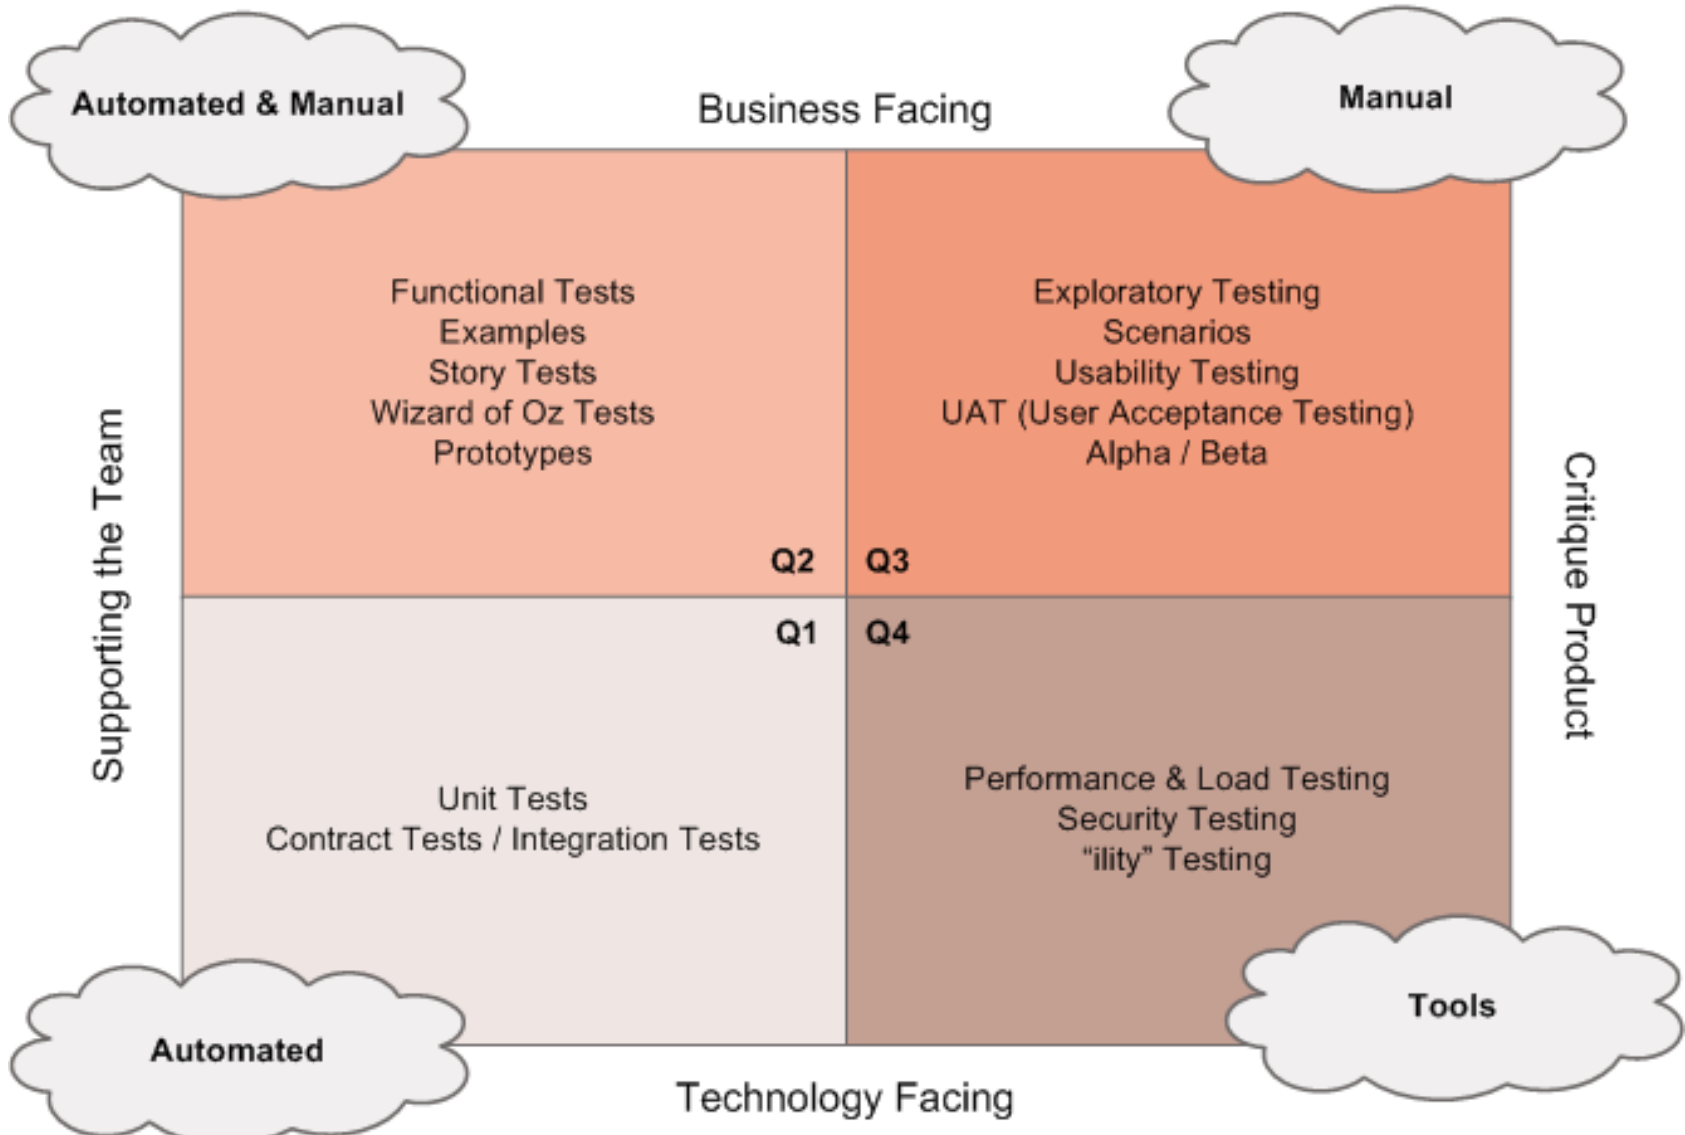 Automated & Manual
Business Facing
Manual
Functional Tests
Examples
Story Tests
Wizard of Oz Tests
Prototypes
Q2
Exploratory Testing
Scenarios
Usability Testing
UAT (User Acceptance Testing)
Alpha / Beta
Q3
Supporting the Team
Critique Product
Q1
Unit Tests
Contract Tests / Integration Tests
Q4
Performance & Load Testing
Security Testing
“ility” Testing
Automated
Technology Facing
Tools